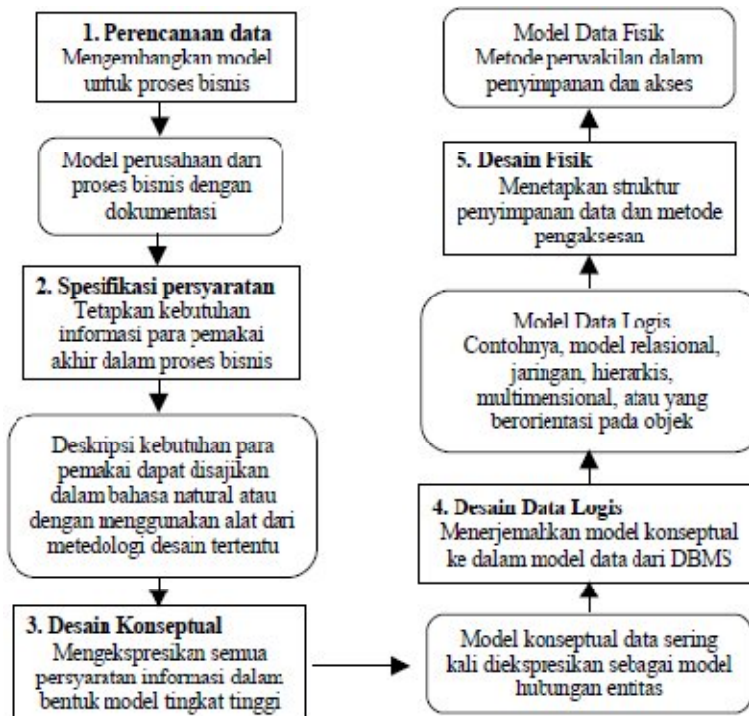 1. Perencanaan data
Mengembangkan model
untuk proses bisnis
Model perusahaan dari
proses bisnis dengan
dokumentasi
2. Spesifikasi persyaratan
Tetapkan kebutuhan
informasi para pemakai
akhir dalam proses bisnis
Deskripsi kebutuhan para
pemakai dapat disajikan
dalam bahasa natural atau
dengan menggunakan alat dari
metedologi desain tertentu
3. Desain Konseptual
Mengekspresikan semua
persyaratan informasi dalam
bentuk model tingkat tinggi
Model konseptual data sering
kali diekspresikan sebagai model
hubungan entitas
4. Desain Data Logis
Menerjemahkan model konseptual
ke dalam model data dari DBMS
Model Data Logis
Contohnya, model relasional,
jaringan, hierarkis,
multimensional, atau yang
berorientasi pada objek
5. Desain Fisik
Menetapkan struktur
penyimpanan data dan metode
pengaksesan
Model Data Fisik
Metode perwakilan dalam
penyimpanan dan akses